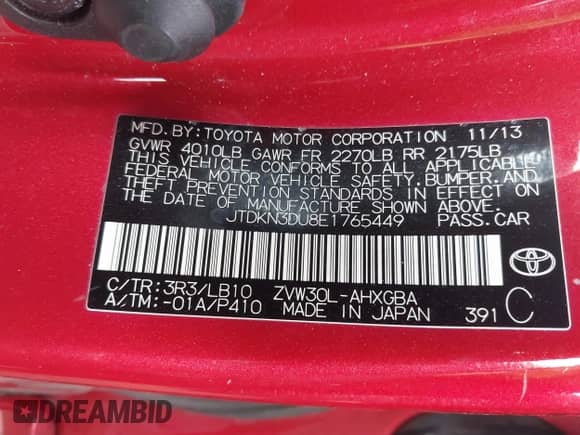 MFD. BY: TOYOTA MOTOR CORPORATION 11/13
GVWR 4010LB GAWR FR 2270LB RR 2175LB
THIS VEHICLE CONFORMS TO ALL APPLICABLE
FEDERAL MOTOR VEHICLE SAFETY, BUMPER, AND
THEFT PREVENTION STANDARDS IN EFFECT ON
THE DATE OF MANUFACTURE SHOWN ABOVE.
JTDKN3DU8E1765449 PASS. CAR
C/TR: 3R3/LB10 ZVW30L-AHXGBA
A/TM: -01A/P410 MADE IN JAPAN 391 C
TOYOTA
DREAMBID